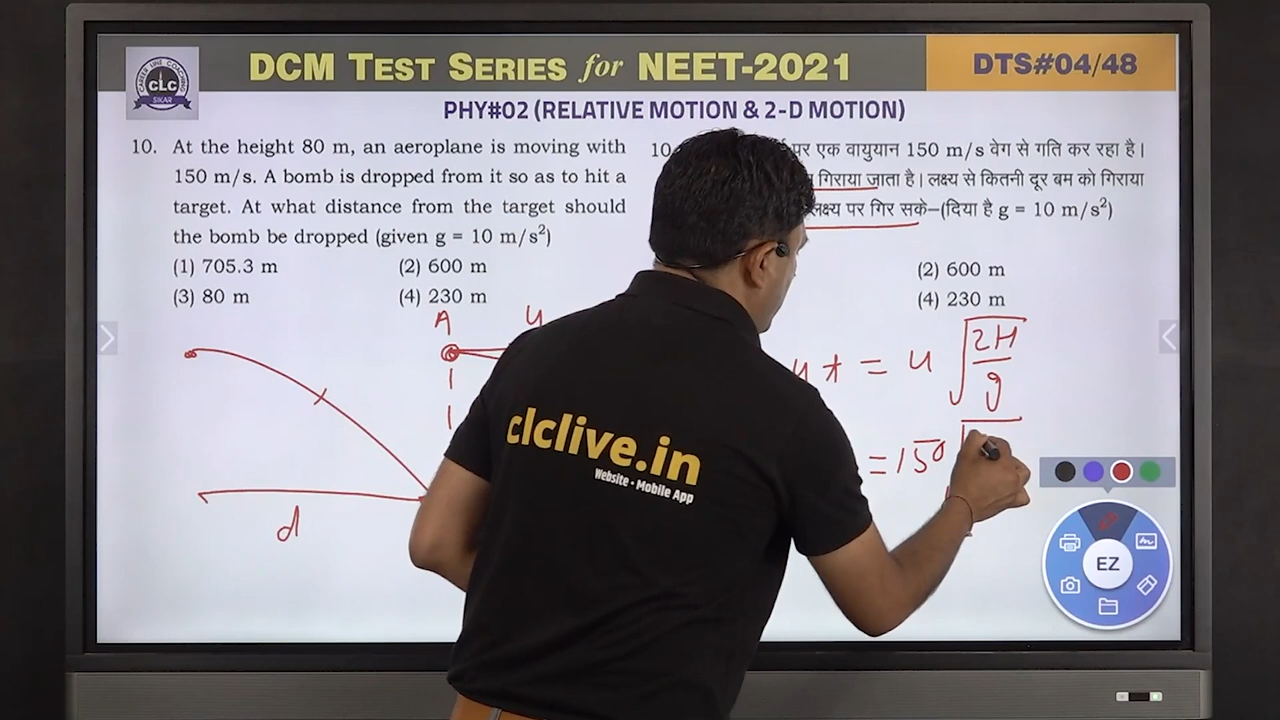 DCM TEST SERIES for NEET-2021
DTS#04/48
CAREER LINE COACHING
CLC
SIKAR
PHY#02 (RELATIVE MOTION & 2-D MOTION)
10. At the height 80 m, an aeroplane is moving with
150 m/s. A bomb is dropped from it so as to hit a
target. At what distance from the target should
the bomb be dropped (given g = 10 m/s²)
(1) 705.3 m (2) 600 m
(3) 80 m (4) 230 m
10
पर एक वायुयान 150 m/s वेग से गति कर रहा है।
गिराया जाता है। लक्ष्य से कितनी दूर बम को गिराया
लक्ष्य पर गिर सके–(दिया है g = 10 m/s²)
(2) 600 m
(4) 230 m
A u
d
u t = u √(2H/g)
= 150
clclive.in
Website • Mobile App
EZ